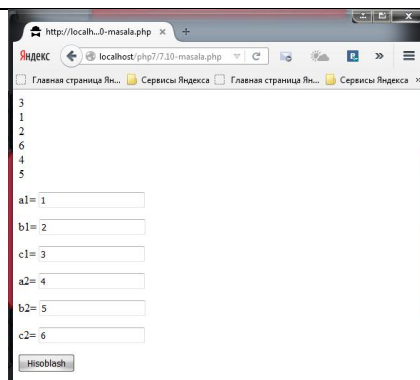 http://localh...0-masala.php
Яндекс localhost/php7/7.10-masala.php
Главная страница Ян... Сервисы Яндекса Главная страница Ян... Сервисы Яндекса
3
1
2
6
4
5
a1= 1
b1= 2
c1= 3
a2= 4
b2= 5
c2= 6
Hisoblash